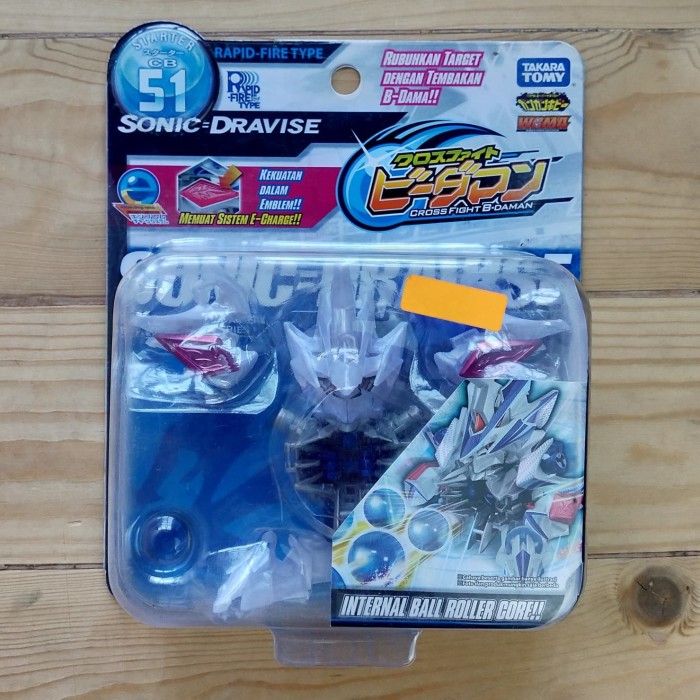 STARTER
スターター
CB
51
RAPID-FIRE TYPE
RAPID
-FIRE
TYPE
SONIC=DRAVISE
RUBUHKAN TARGET
DENGAN TEMBAKAN
B-DAMA!!
TAKARA
TOMY
WCM4
KEKUATAN
DALAM
EMBLEM!!
MEMUAT SISTEM E-CHARGE!!
クロスファイト
ビーダマン
CROSS FIGHT B-DAMAN
SONIC=DRAVISE
INTERNAL BALL ROLLER CORE!!